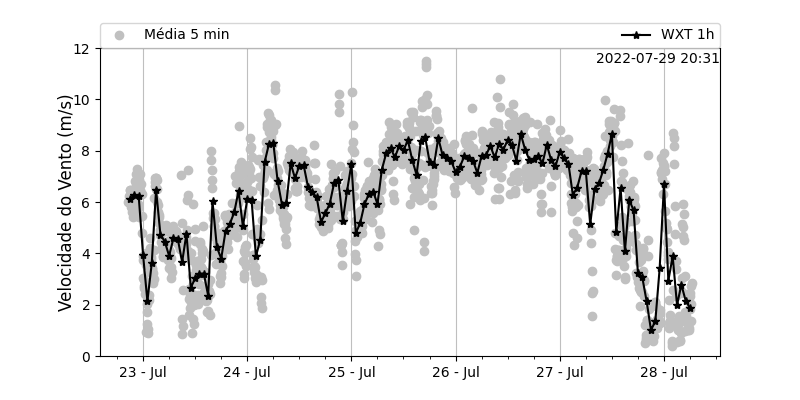 Média 5 min
WXT 1h
2022-07-29 20:31
Velocidade do Vento (m/s)
12
10
8
6
4
2
0
23 - Jul
24 - Jul
25 - Jul
26 - Jul
27 - Jul
28 - Jul